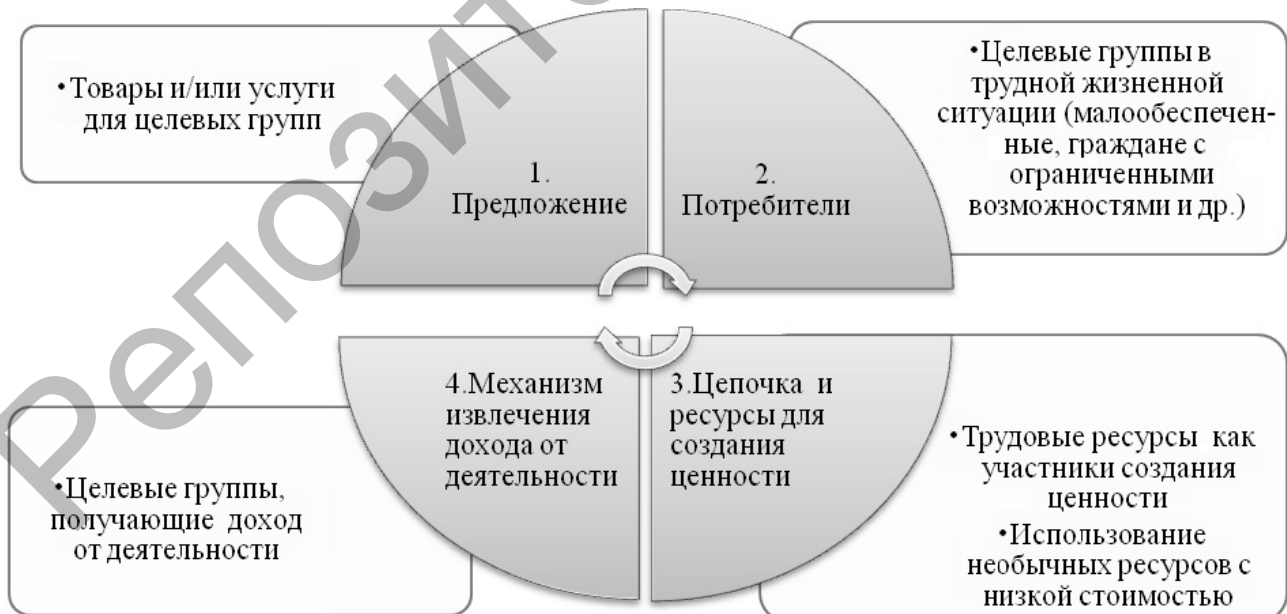 •Товары и/или услуги
для целевых групп
1.
Предложение
2.
Потребители
•Целевые группы в
трудной жизненной
ситуации (малообеспечен-
ные, граждане с
ограниченными
возможностями и др.)
4.Механизм
извлечения
дохода от
деятельности
3.Цепочка и
ресурсы для
создания
ценности
•Целевые группы,
получающие доход
от деятельности
•Трудовые ресурсы как
участники создания
ценности
•Использование
необычных ресурсов с
низкой стоимостью